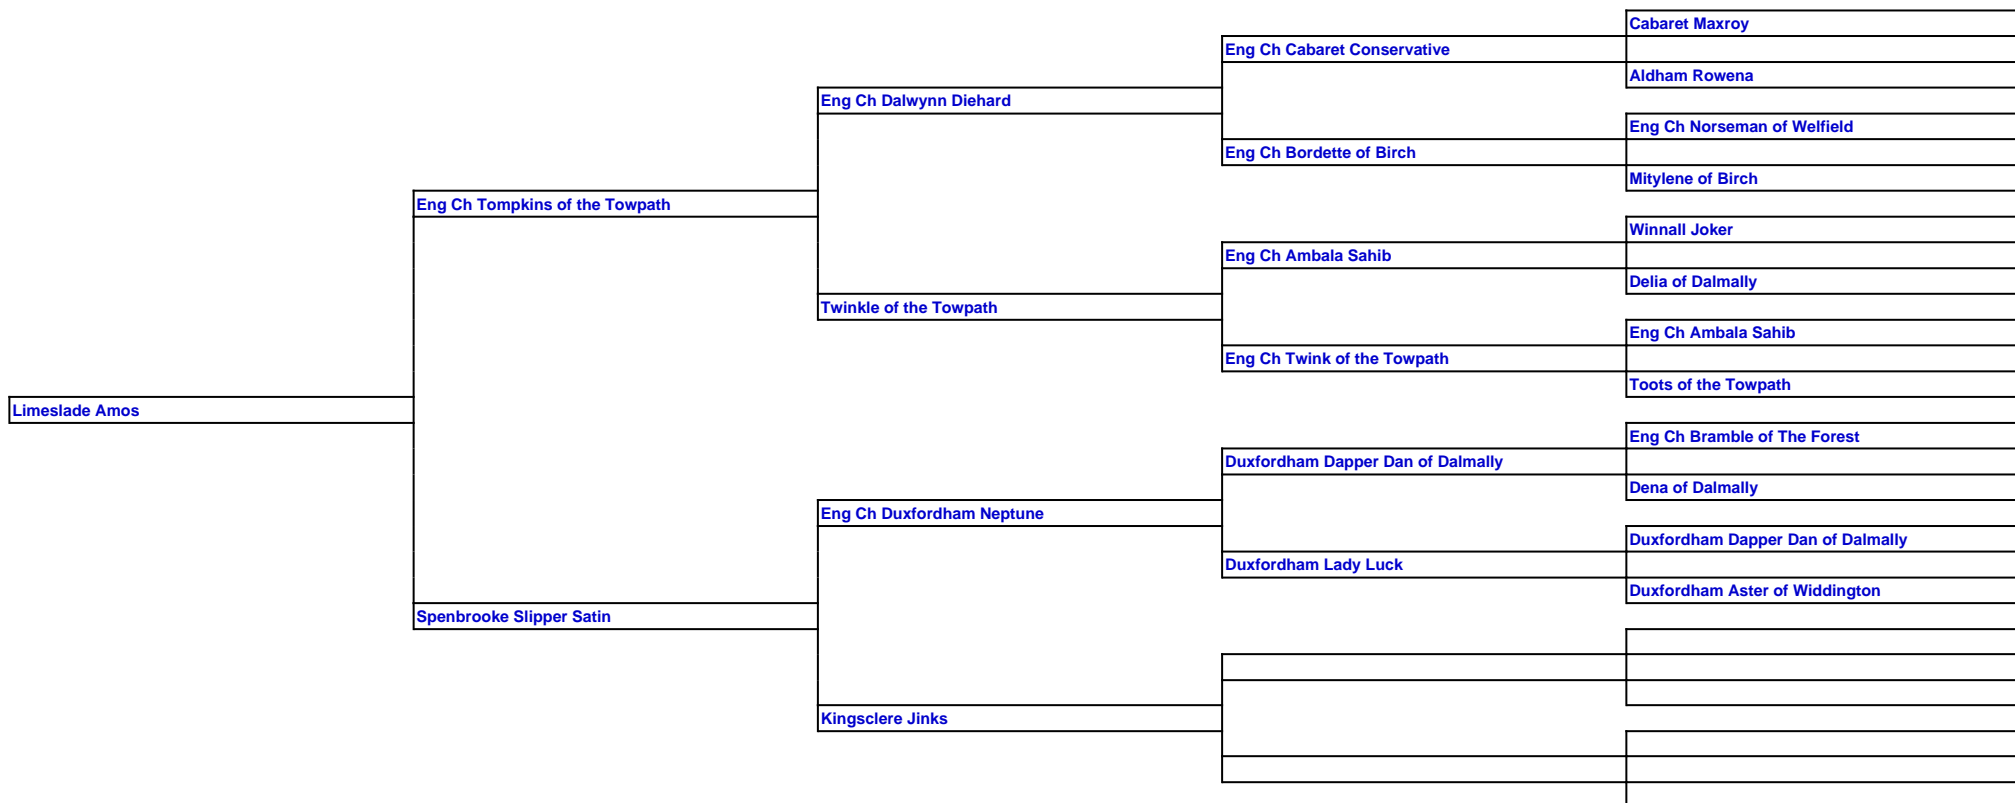 Cabaret Maxroy
Eng Ch Cabaret Conservative
Aldham Rowena
Eng Ch Dalwynn Diehard
Eng Ch Norseman of Welfield
Eng Ch Bordette of Birch
Mitylene of Birch
Eng Ch Tompkins of the Towpath
Winnall Joker
Eng Ch Ambala Sahib
Delia of Dalmally
Twinkle of the Towpath
Eng Ch Ambala Sahib
Eng Ch Twink of the Towpath
Toots of the Towpath
Limeslade Amos
Eng Ch Bramble of The Forest
Duxfordham Dapper Dan of Dalmally
Dena of Dalmally
Eng Ch Duxfordham Neptune
Duxfordham Dapper Dan of Dalmally
Duxfordham Lady Luck
Duxfordham Aster of Widdington
Spenbrooke Slipper Satin
Kingsclere Jinks